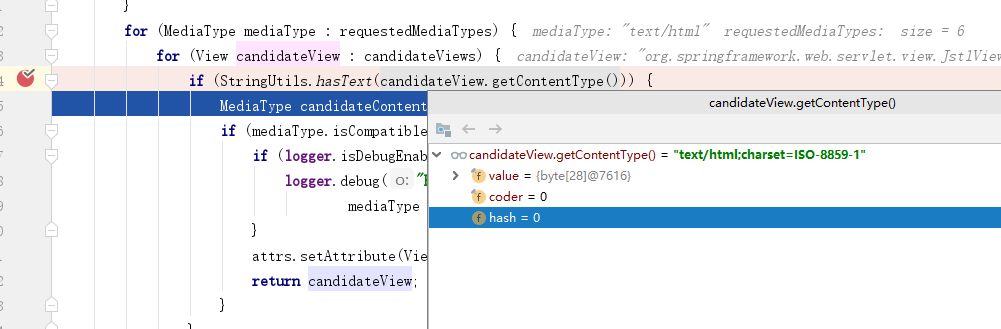 }
for (MediaType mediaType : requestedMediaTypes) { mediaType: "text/html" requestedMediaTypes: size = 6
for (View candidateView : candidateViews) { candidateView: "org.springframework.web.servlet.view.JstlView
if (StringUtils.hasText(candidateView.getContentType())) {
MediaType candidateContent
candidateView.getContentType()
if (mediaType.isCompatible
if (logger.isDebugEnab
logger.debug( o:
mediaType
}
attrs.setAttribute(Vie
return candidateView;
}
candidateView.getContentType() = "text/html;charset=ISO-8859-1"
value = {byte[28]@7616}
coder = 0
hash = 0